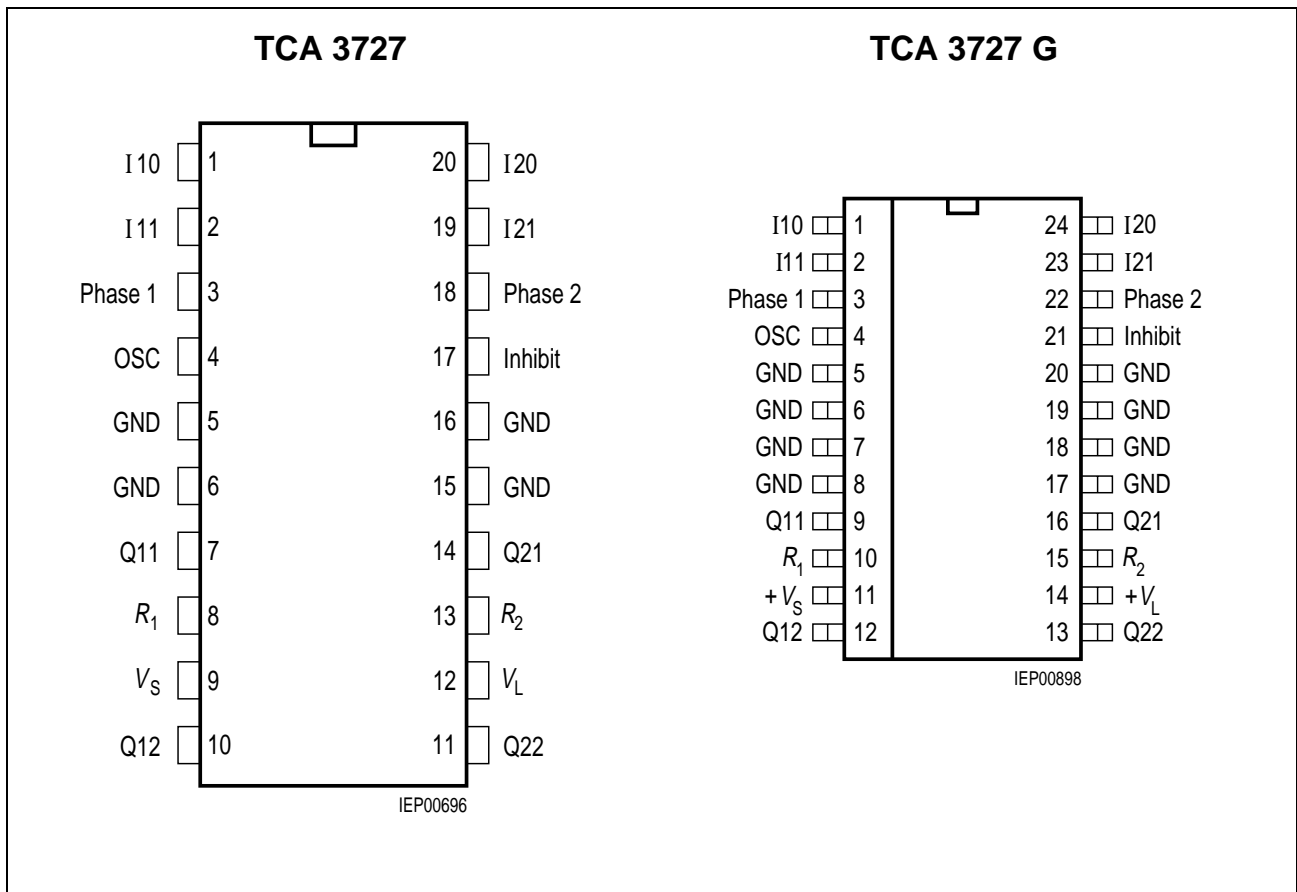 TCA 3727
TCA 3727 G
I10 1 20 I20
I11 2 19 I21
Phase 1 3 18 Phase 2
OSC 4 17 Inhibit
GND 5 16 GND
GND 6 15 GND
Q11 7 14 Q21
R1 8 13 R2
VS 9 12 VL
Q12 10 11 Q22
IEP00696
I10 1 24 I20
I11 2 23 I21
Phase 1 3 22 Phase 2
OSC 4 21 Inhibit
GND 5 20 GND
GND 6 19 GND
GND 7 18 GND
GND 8 17 GND
Q11 9 16 Q21
R1 10 15 R2
+VS 11 14 +VL
Q12 12 13 Q22
IEP00898